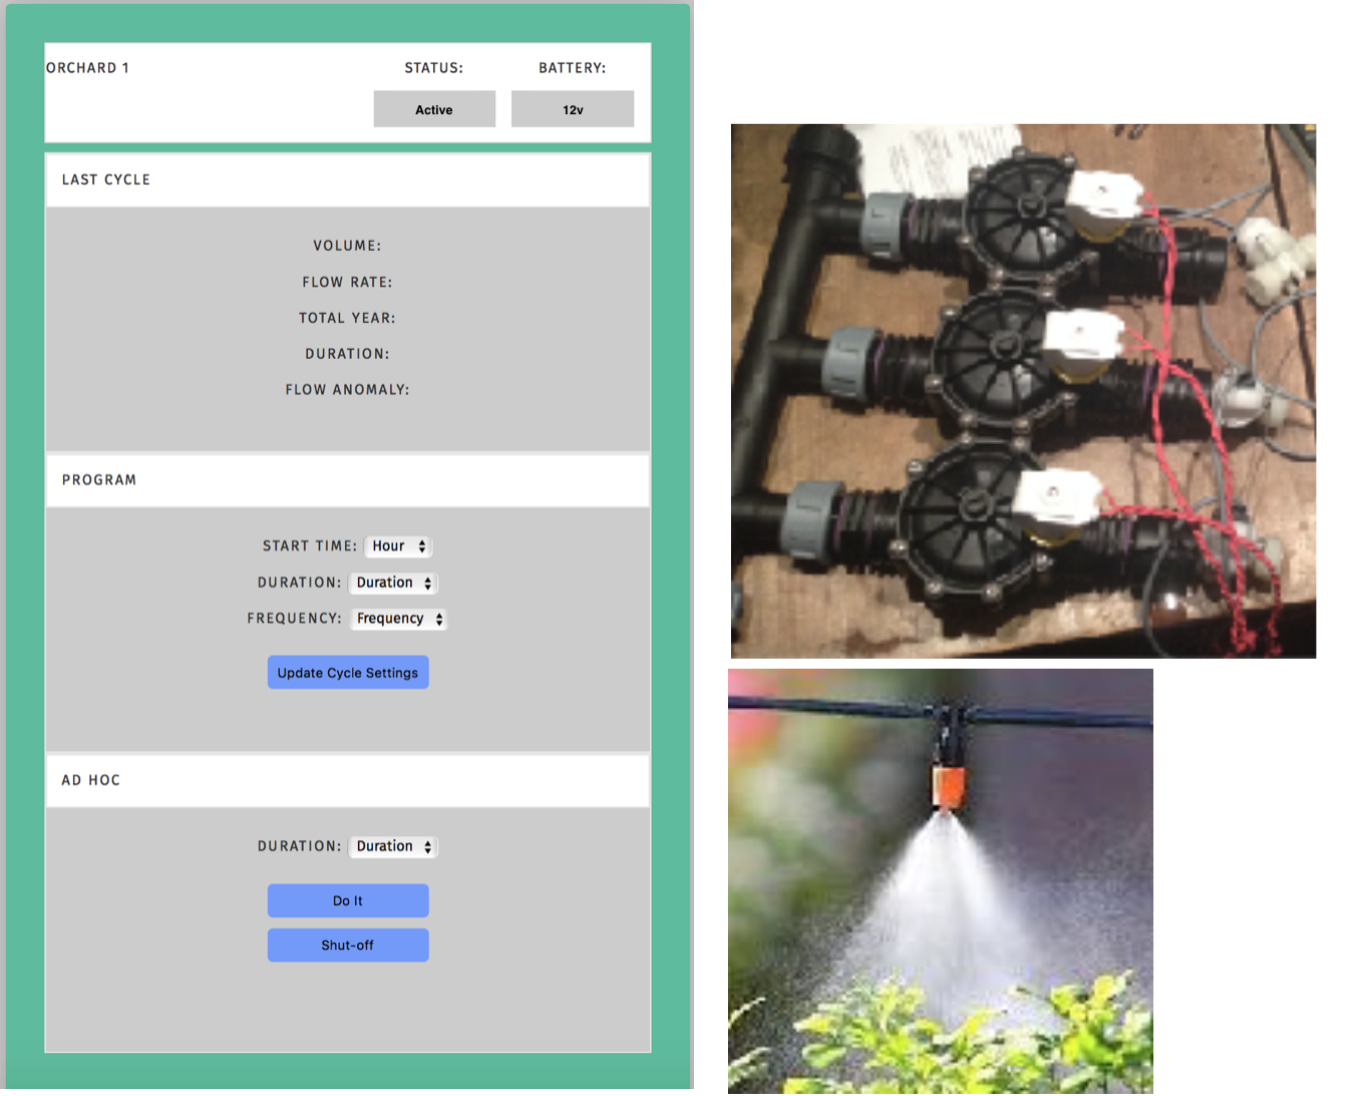 ORCHARD 1
STATUS:
BATTERY:
Active
12v
LAST CYCLE
VOLUME:
FLOW RATE:
TOTAL YEAR:
DURATION:
FLOW ANOMALY:
PROGRAM
START TIME: Hour
DURATION: Duration
FREQUENCY: Frequency
Update Cycle Settings
AD HOC
DURATION: Duration
Do It
Shut-off